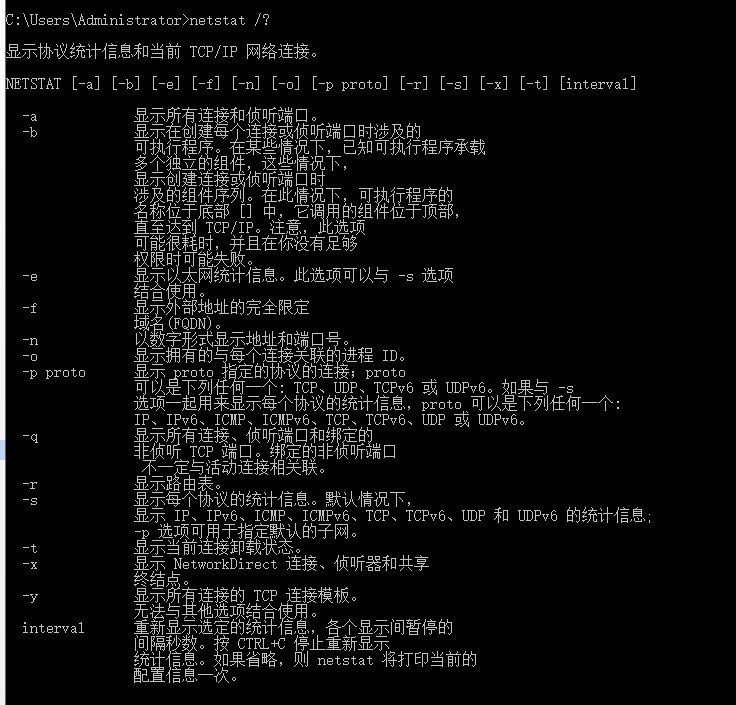 C:\Users\Administrator>netstat /?
显示协议统计信息和当前 TCP/IP 网络连接。
NETSTAT [-a] [-b] [-e] [-f] [-n] [-o] [-p proto] [-r] [-s] [-x] [-t] [interval]
-a 显示所有连接和侦听端口。
-b 显示在创建每个连接或侦听端口时涉及的
可执行程序。在某些情况下，已知可执行程序承载
多个独立的组件，这些情况下，
显示创建连接或侦听端口时
涉及的组件序列。在此情况下，可执行程序的
名称位于底部 [] 中，它调用的组件位于顶部，
直至达到 TCP/IP。注意，此选项
可能很耗时，并且在你没有足够
权限时可能失败。
-e 显示以太网统计信息。此选项可以与 -s 选项
结合使用。
-f 显示外部地址的完全限定
域名(FQDN)。
-n 以数字形式显示地址和端口号。
-o 显示拥有的与每个连接关联的进程 ID。
-p proto 显示 proto 指定的协议的连接；proto
可以是下列任何一个: TCP、UDP、TCPv6 或 UDPv6。如果与 -s
选项一起用来显示每个协议的统计信息，proto 可以是下列任何一个:
IP、IPv6、ICMP、ICMPv6、TCP、TCPv6、UDP 或 UDPv6。
-q 显示所有连接、侦听端口和绑定的
非侦听 TCP 端口。绑定的非侦听端口
不一定与活动连接相关联。
-r 显示路由表。
-s 显示每个协议的统计信息。默认情况下，
显示 IP、IPv6、ICMP、ICMPv6、TCP、TCPv6、UDP 和 UDPv6 的统计信息;
-p 选项可用于指定默认的子网。
-t 显示当前连接卸载状态。
-x 显示 NetworkDirect 连接、侦听器和共享
终结点。
-y 显示所有连接的 TCP 连接模板。
无法与其他选项结合使用。
interval 重新显示选定的统计信息，各个显示间暂停的
间隔秒数。按 CTRL+C 停止重新显示
统计信息。如果省略，则 netstat 将打印当前的
配置信息一次。